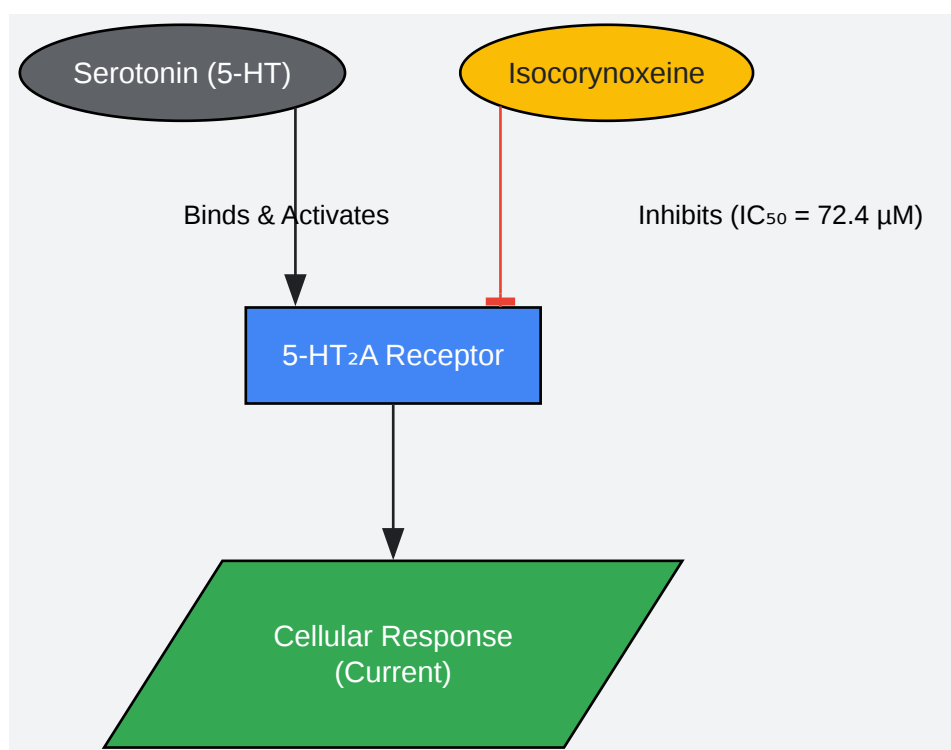 Serotonin (5-HT)
Isocorynoxeine
Binds & Activates
Inhibits (IC₅₀ = 72.4 µM)
5-HT₂A Receptor
Cellular Response
(Current)